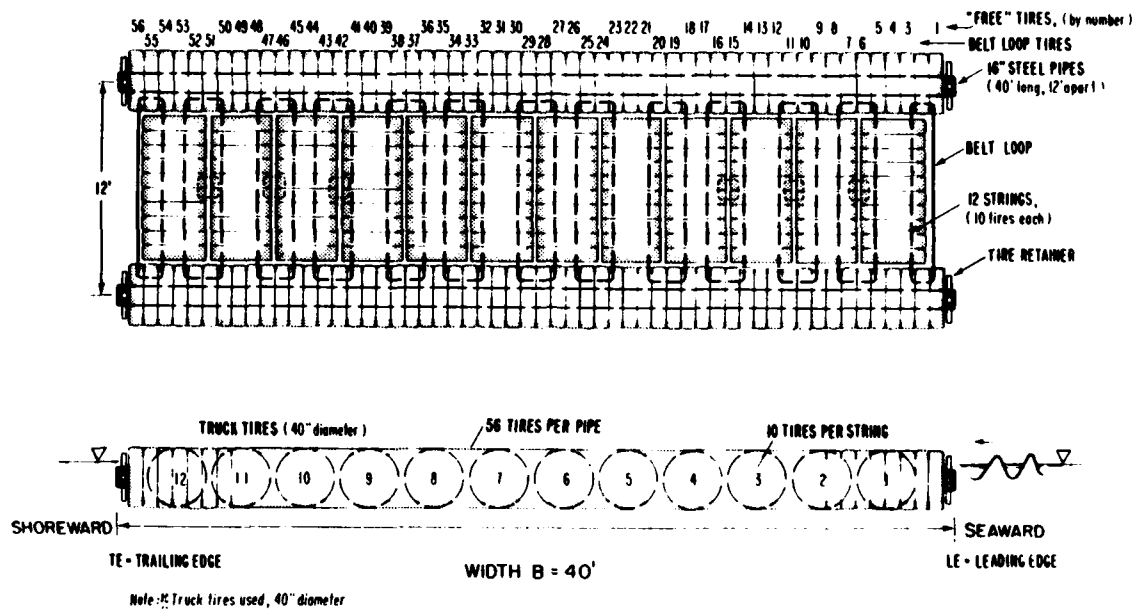 56 54 53 50 49 48 45 44 41 40 39 36 35 32 31 30 27 26 23 22 21 18 17 14 13 12 9 8 5 4 3 1 "FREE" TIRES, (by number)
55 52 51 47 46 43 42 38 37 34 33 29 28 25 24 20 19 16 15 11 10 7 6 BELT LOOP TIRES
16" STEEL PIPES
(40' long, 12' apart)
BELT LOOP
12'
12 STRINGS,
(10 tires each)
TIRE RETAINER
TRUCK TIRES (40" diameter)
56 TIRES PER PIPE
10 TIRES PER STRING
12 11 10 9 8 7 6 5 4 3 2 1
SHOREWARD
SEAWARD
TE = TRAILING EDGE
WIDTH B = 40'
LE = LEADING EDGE
Note: Truck tires used, 40" diameter